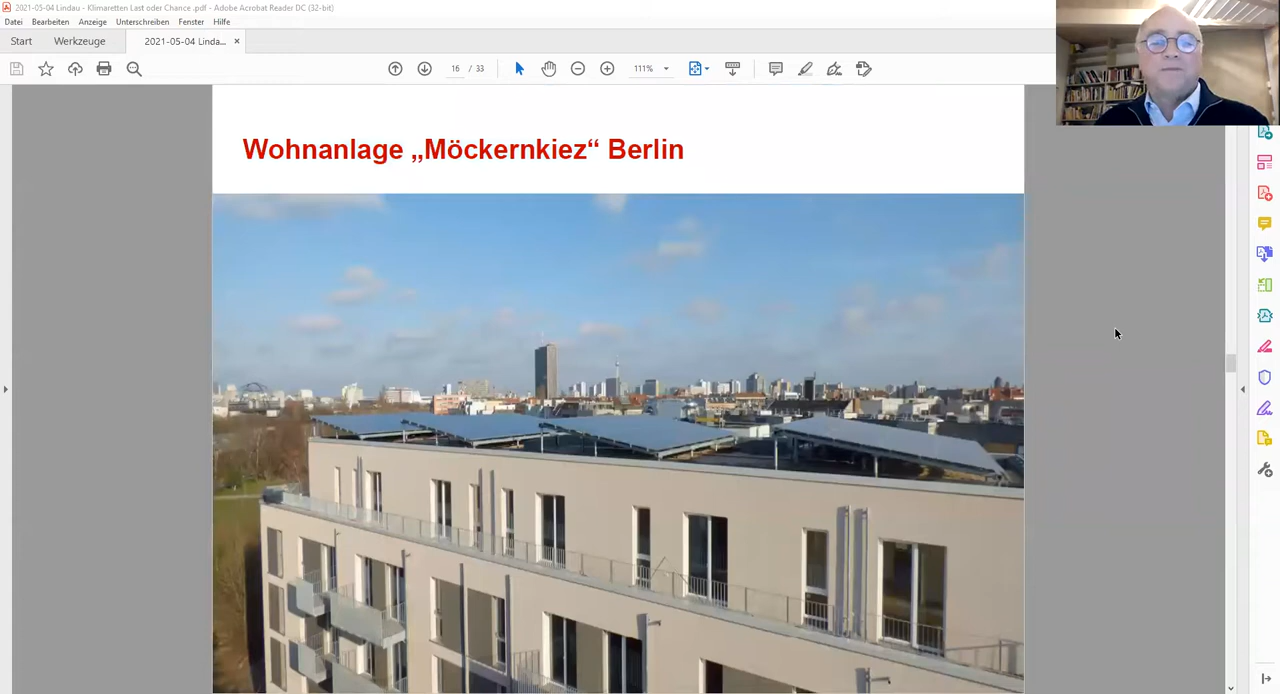 2021-05-04 Lindau - Klimaretten Last oder Chance .pdf - Adobe Acrobat Reader DC (32-bit)
Datei Bearbeiten Anzeige Unterschreiben Fenster Hilfe
Start Werkzeuge 2021-05-04 Linda... ×
16 / 33 111%
Wohnanlage „Möckernkiez“ Berlin